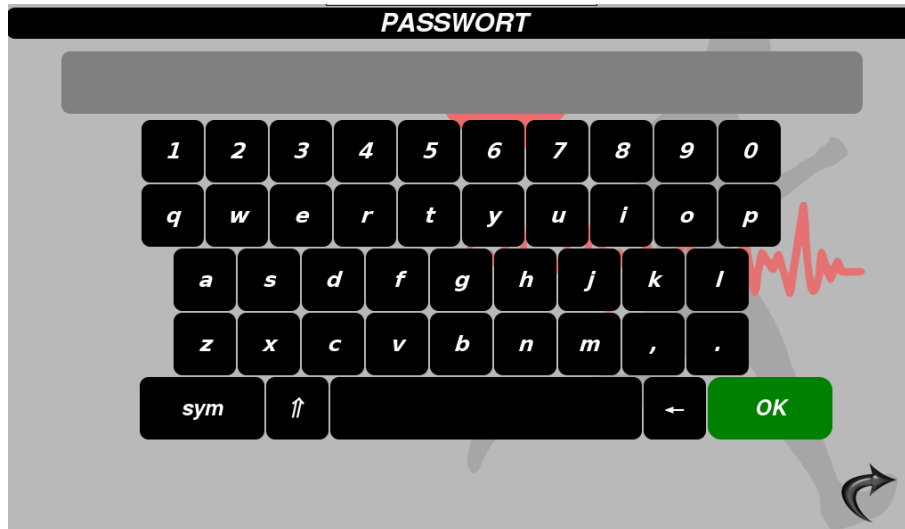 PASSWORT
1 2 3 4 5 6 7 8 9 0
q w e r t y u i o p
a s d f g h j k l
z x c v b n m , .
sym ⇑ ← OK